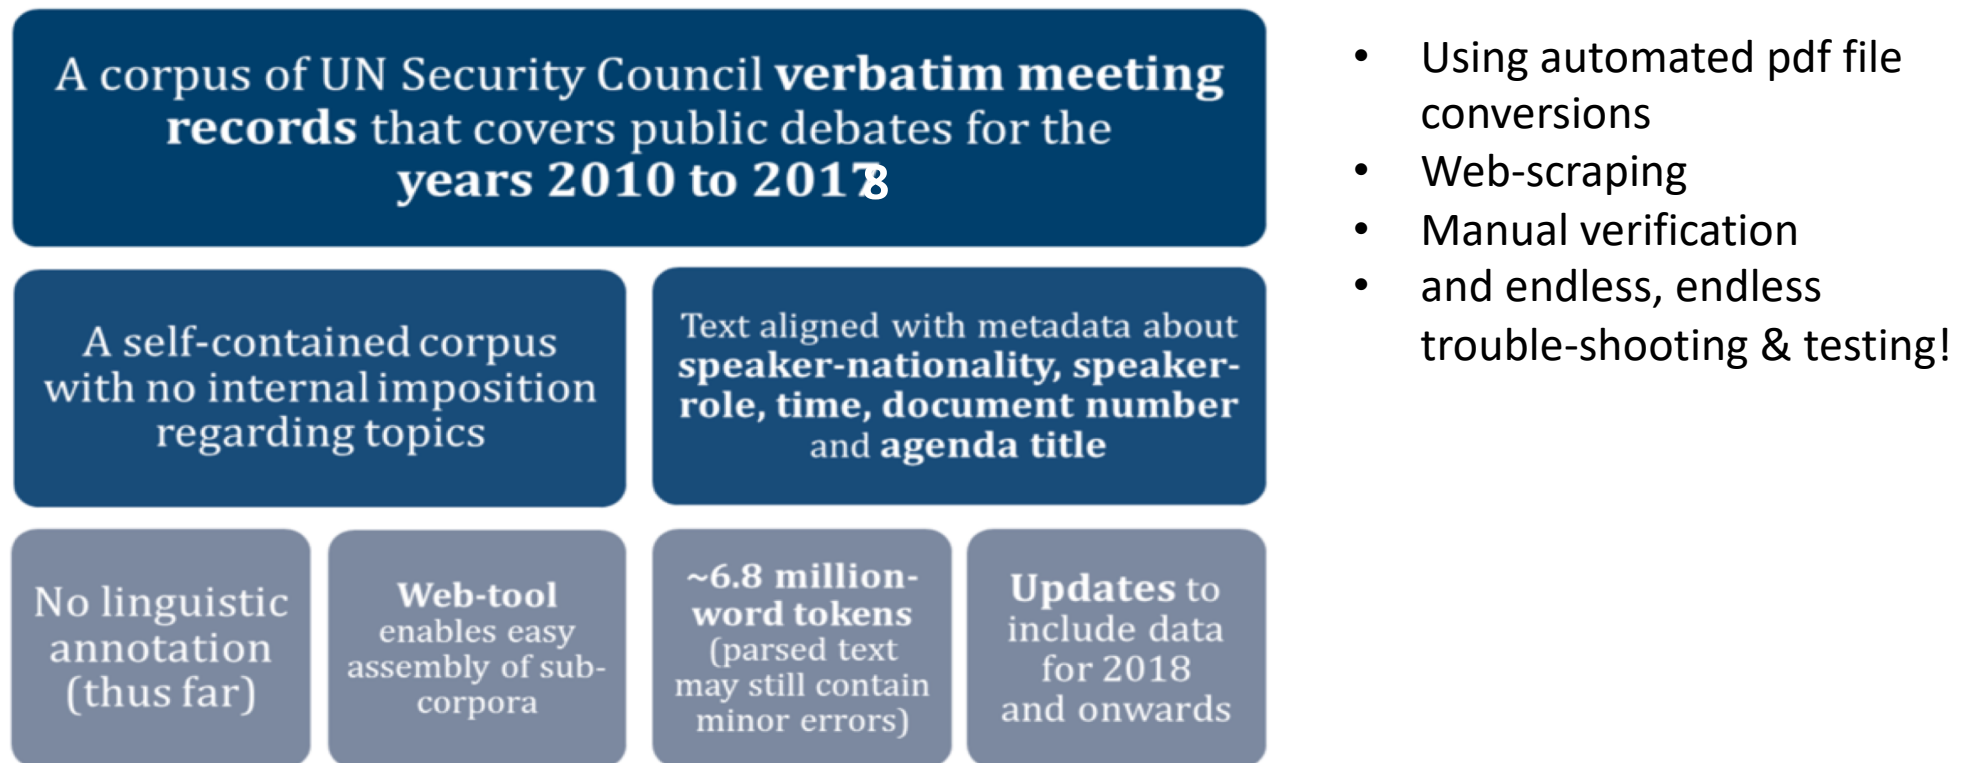 A corpus of UN Security Council verbatim meeting
records that covers public debates for the
years 2010 to 20178
A self-contained corpus
with no internal imposition
regarding topics
Text aligned with metadata about
speaker-nationality, speaker-
role, time, document number
and agenda title
No linguistic
annotation
(thus far)
Web-tool
enables easy
assembly of sub-
corpora
~6.8 million-
word tokens
(parsed text
may still contain
minor errors)
Updates to
include data
for 2018
and onwards
• Using automated pdf file
conversions
• Web-scraping
• Manual verification
• and endless, endless
trouble-shooting & testing!